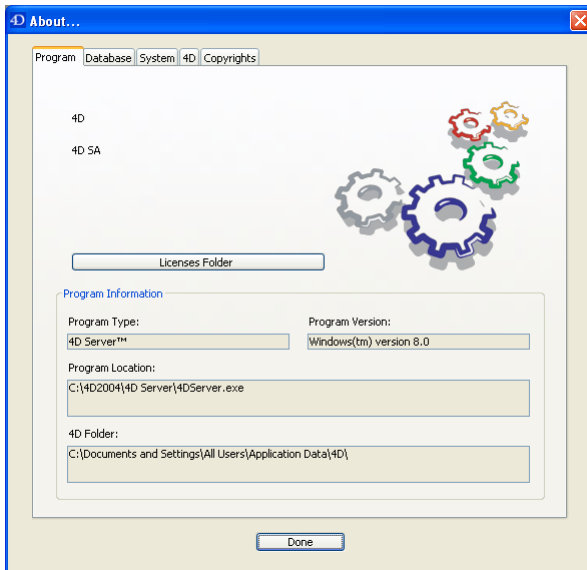 4D About...
Program Database System 4D Copyrights
4D
4D SA
Licenses Folder
Program Information
Program Type:
Program Version:
4D Server™
Windows(tm) version 8.0
Program Location:
C:\4D2004\4D Server\4DServer.exe
4D Folder:
C:\Documents and Settings\All Users\Application Data\4D\
Done